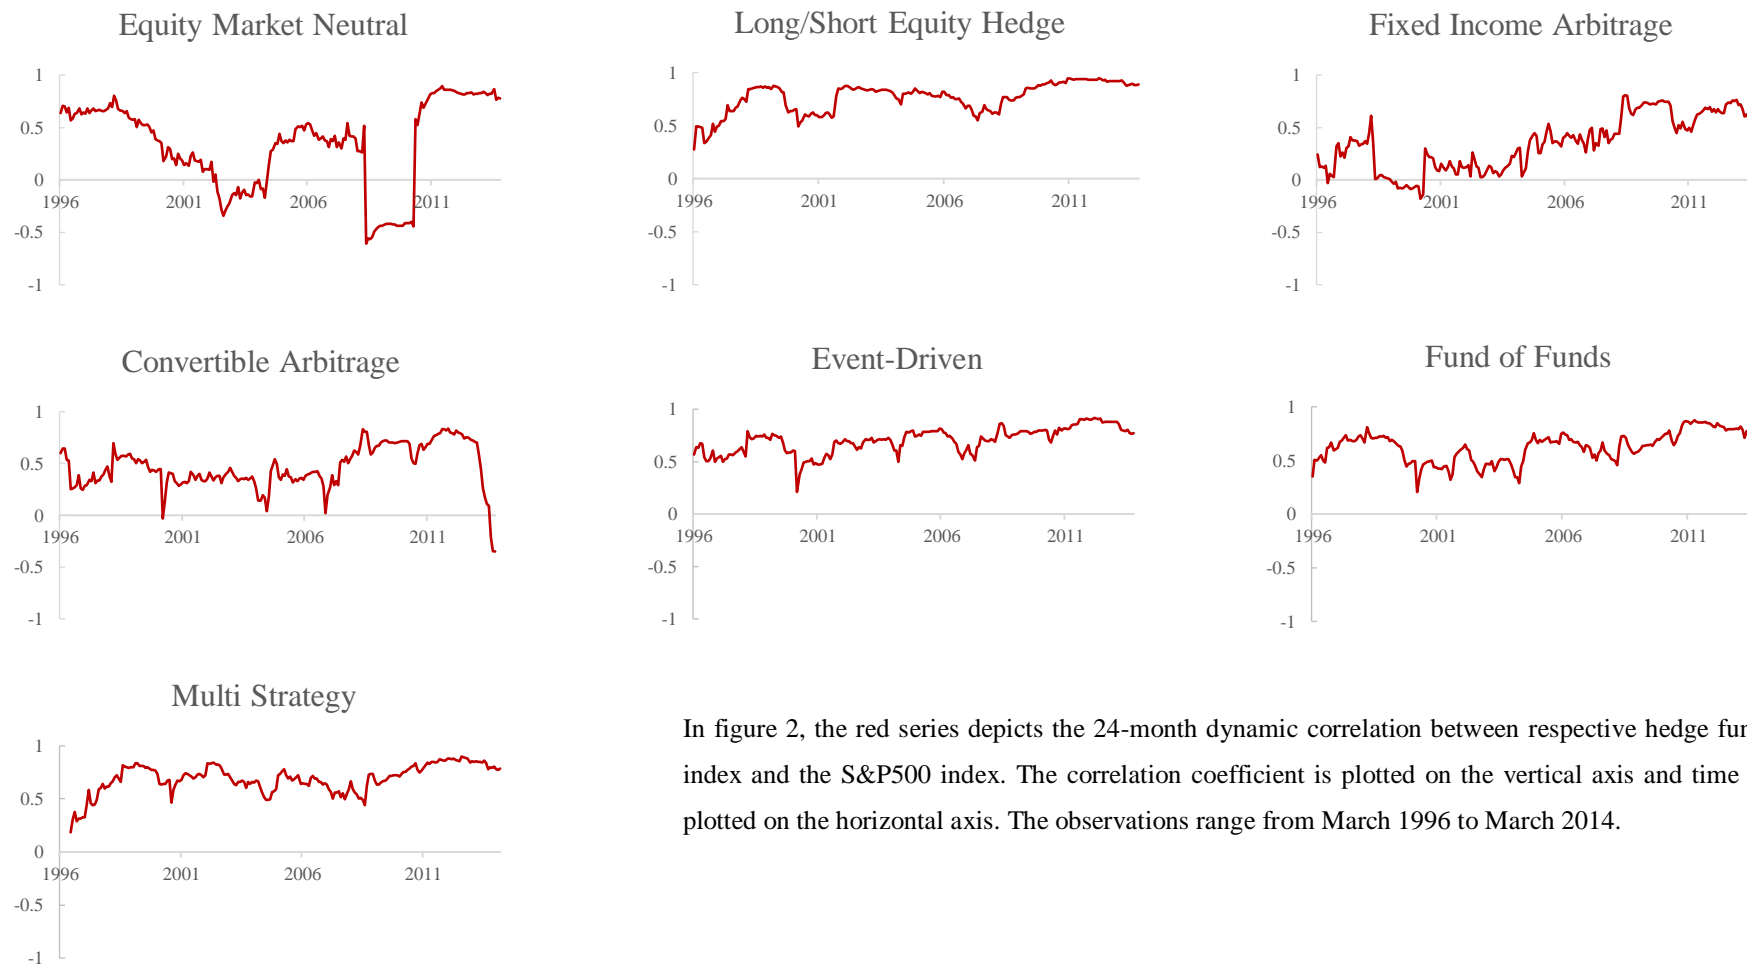 Equity Market Neutral
1
0.5
0
-0.5
-1
1996 2001 2006 2011
Long/Short Equity Hedge
1
0.5
0
-0.5
-1
1996 2001 2006 2011
Fixed Income Arbitrage
1
0.5
0
-0.5
-1
1996 2001 2006 2011
Convertible Arbitrage
1
0.5
0
-0.5
-1
1996 2001 2006 2011
Event-Driven
1
0.5
0
-0.5
-1
1996 2001 2006 2011
Fund of Funds
1
0.5
0
-0.5
-1
1996 2001 2006 2011
Multi Strategy
1
0.5
0
-0.5
-1
1996 2001 2006 2011
In figure 2, the red series depicts the 24-month dynamic correlation between respective hedge
index and the S&P500 index. The correlation coefficient is plotted on the vertical axis and time
plotted on the horizontal axis. The observations range from March 1996 to March 2014.